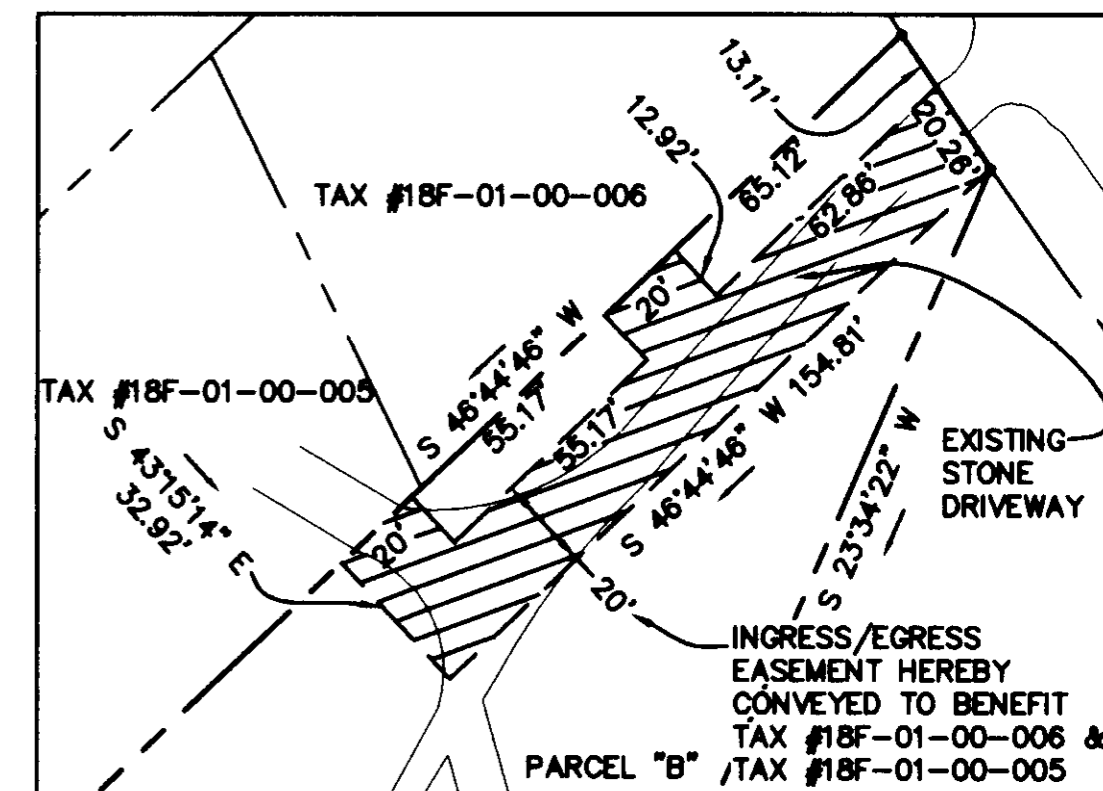 13.11'
12.92'
20.26'
TAX #18F-01-00-006
65.12'
62.86'
20'
TAX #18F-01-00-005
S 46°44'46" W
55.17'
55.17'
S 43°15'14" E
32.92'
S 46°44'46" W 154.81'
EXISTING
STONE
DRIVEWAY
S 23°34'22" W
20'
20'
INGRESS/EGRESS
EASEMENT HEREBY
CONVEYED TO BENEFIT
TAX #18F-01-00-006 &
TAX #18F-01-00-005
PARCEL "B"